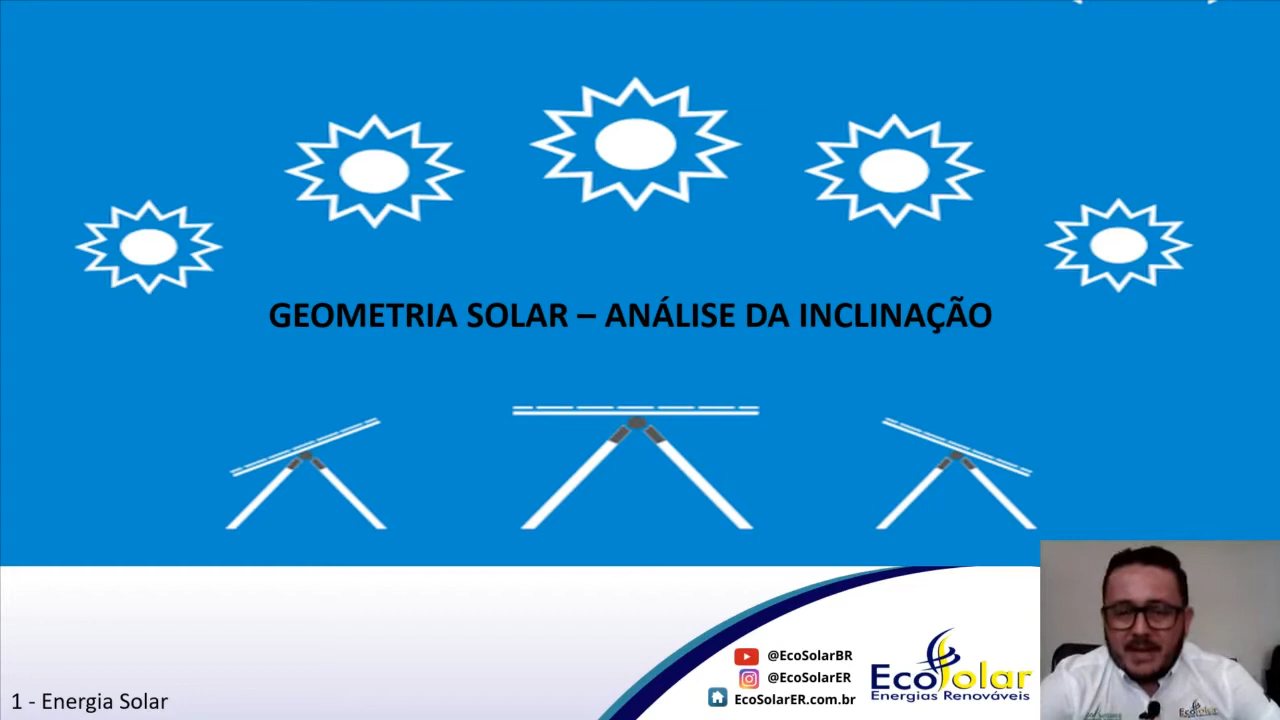 GEOMETRIA SOLAR – ANÁLISE DA INCLINAÇÃO
@EcoSolarBR
@EcoSolarER
EcoSolarER.com.br
EcoSolar
Energias Renováveis
1 - Energia Solar